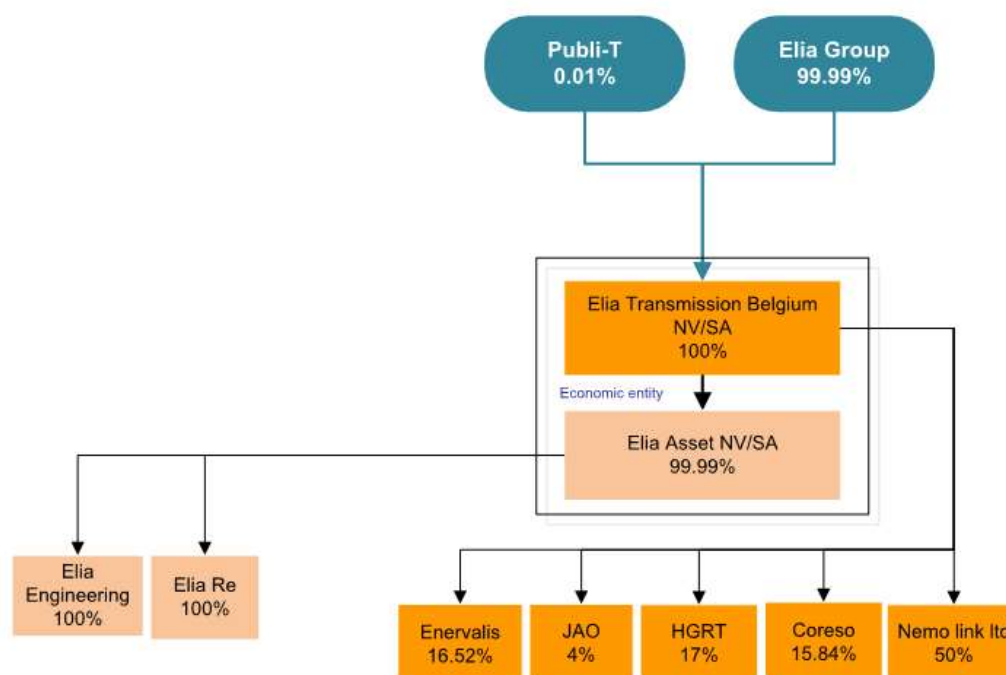 Publi-T
0.01%
Elia Group
99.99%
Elia Transmission Belgium
NV/SA
100%
Economic entity
Elia Asset NV/SA
99.99%
Elia
Engineering
100%
Elia Re
100%
Enervalis
16.52%
JAO
4%
HGRT
17%
Coreso
15.84%
Nemo link ltd
50%